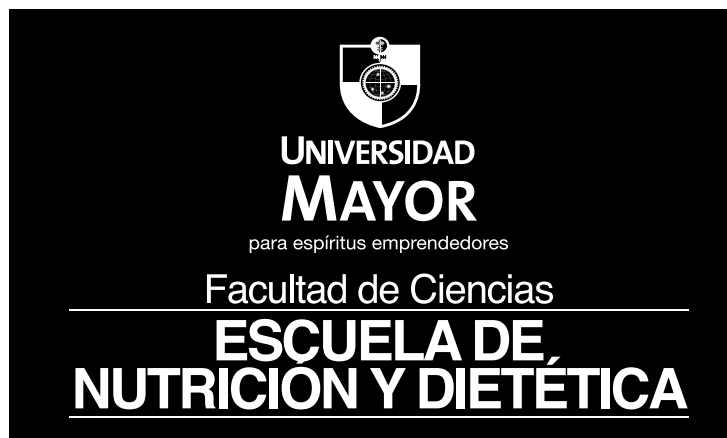 UNIVERSIDAD
MAYOR
para espíritus emprendedores
Facultad de Ciencias
ESCUELA DE
NUTRICIÓN Y DIETÉTICA